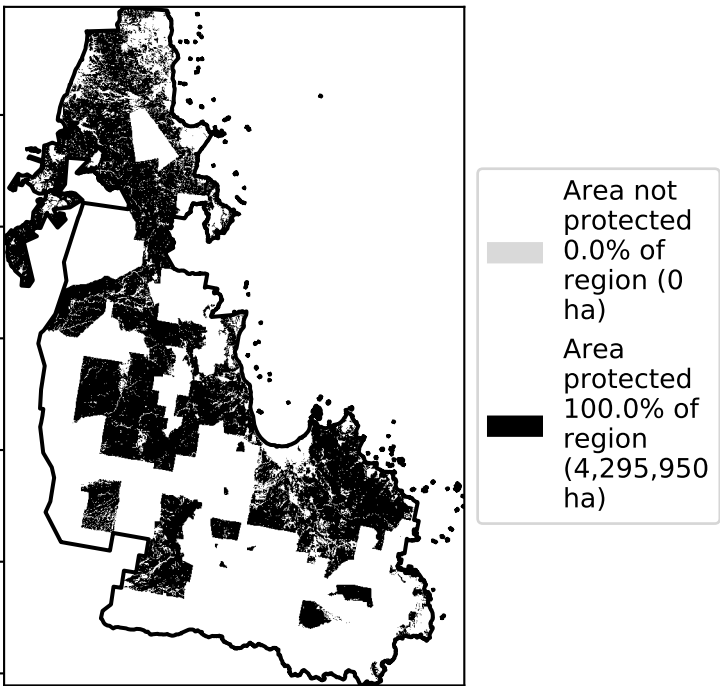 Area not
protected
0.0% of
region (0
ha)
Area
protected
100.0% of
region
(4,295,950
ha)